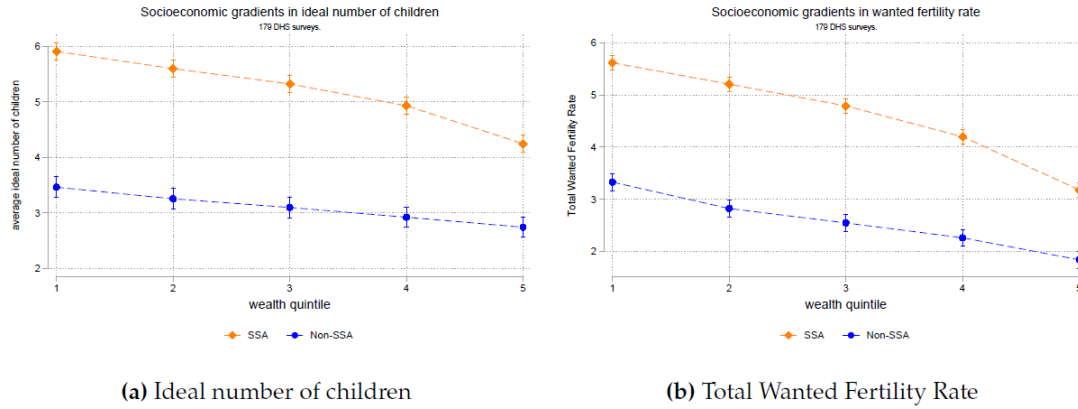 Socioeconomic gradients in ideal number of children
179 DHS surveys.
average ideal number of children
6
5
4
3
2
1 2 3 4 5
wealth quintile
SSA Non-SSA
(a) Ideal number of children
Socioeconomic gradients in wanted fertility rate
179 DHS surveys.
Total Wanted Fertility Rate
6
5
4
3
2
1 2 3 4 5
wealth quintile
SSA Non-SSA
(b) Total Wanted Fertility Rate